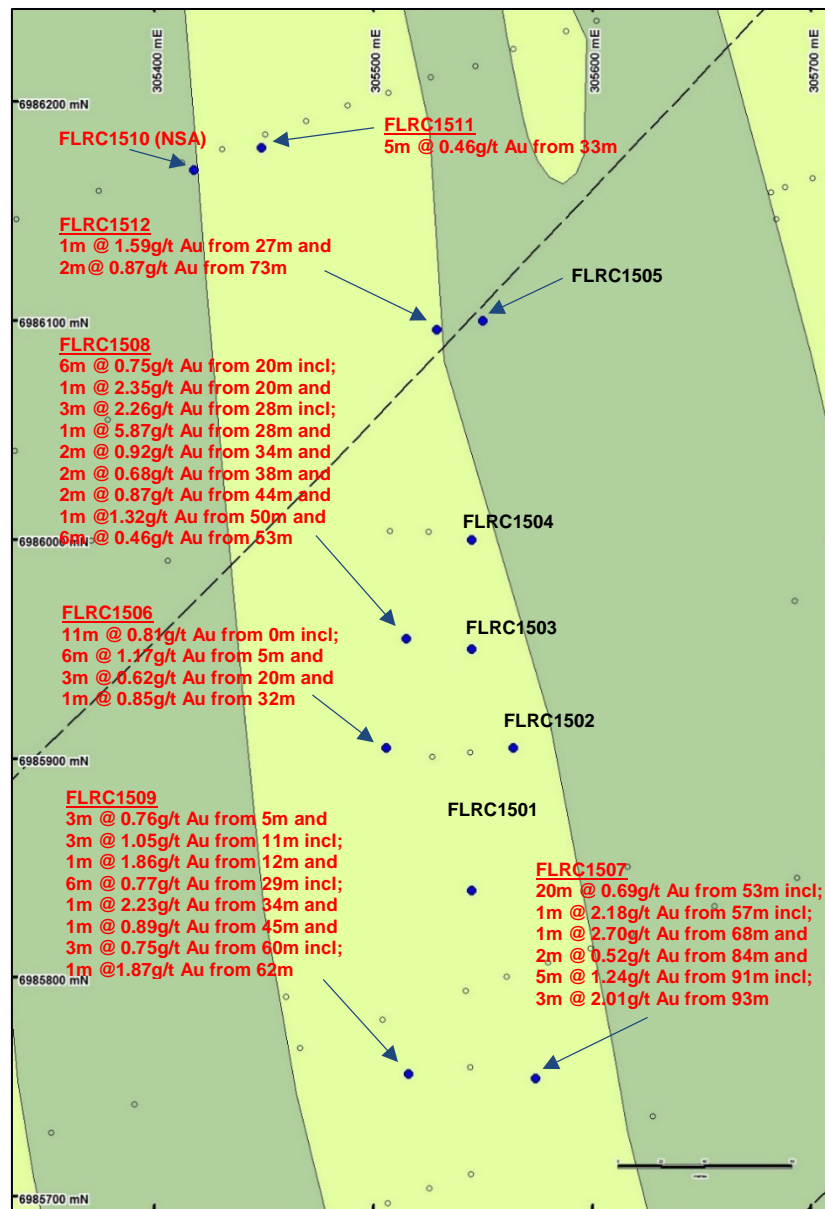 305400 mE
305500 mE
305600 mE
305700 mE
6986200 mN
FLRC1510 (NSA)
FLRC1511
5m @ 0.46g/t Au from 33m
FLRC1512
1m @ 1.59g/t Au from 27m and
2m@ 0.87g/t Au from 73m
FLRC1505
6986100 mN
FLRC1508
6m @ 0.75g/t Au from 20m incl;
1m @ 2.35g/t Au from 20m and
3m @ 2.26g/t Au from 28m incl;
1m @ 5.87g/t Au from 28m and
2m @ 0.92g/t Au from 34m and
2m @ 0.68g/t Au from 38m and
2m @ 0.87g/t Au from 44m and
1m @1.32g/t Au from 50m and
6m @ 0.46g/t Au from 53m
6986000 mN
FLRC1504
FLRC1503
FLRC1506
11m @ 0.81g/t Au from 0m incl;
6m @ 1.17g/t Au from 5m and
3m @ 0.62g/t Au from 20m and
1m @ 0.85g/t Au from 32m
FLRC1502
6985900 mN
FLRC1501
FLRC1509
3m @ 0.76g/t Au from 5m and
3m @ 1.05g/t Au from 11m incl;
1m @ 1.86g/t Au from 12m and
6m @ 0.77g/t Au from 29m incl;
1m @ 2.23g/t Au from 34m and
1m @ 0.89g/t Au from 45m and
3m @ 0.75g/t Au from 60m incl;
1m @1.87g/t Au from 62m
FLRC1507
20m @ 0.69g/t Au from 53m incl;
1m @ 2.18g/t Au from 57m incl;
1m @ 2.70g/t Au from 68m and
2m @ 0.52g/t Au from 84m and
5m @ 1.24g/t Au from 91m incl;
3m @ 2.01g/t Au from 93m
6985800 mN
6985700 mN